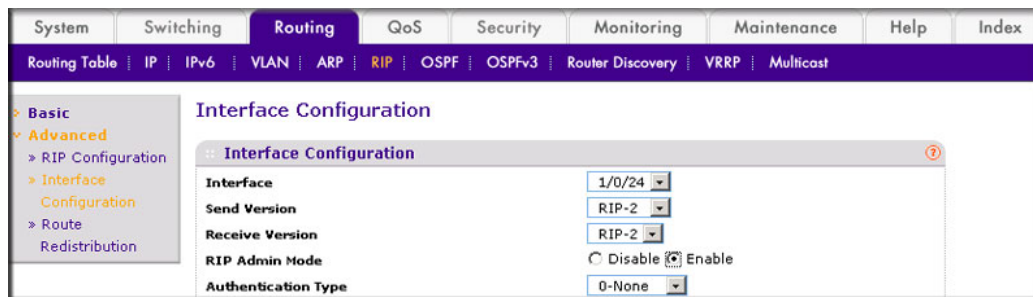 System Switching Routing QoS Security Monitoring Maintenance Help Index
Routing Table IP IPv6 VLAN ARP RIP OSPF OSPFv3 Router Discovery VRRP Multicast
Basic
Advanced
» RIP Configuration
» Interface
Configuration
» Route
Redistribution
Interface Configuration
Interface Configuration ?
Interface 1/0/24
Send Version RIP-2
Receive Version RIP-2
RIP Admin Mode Disable Enable
Authentication Type 0-None